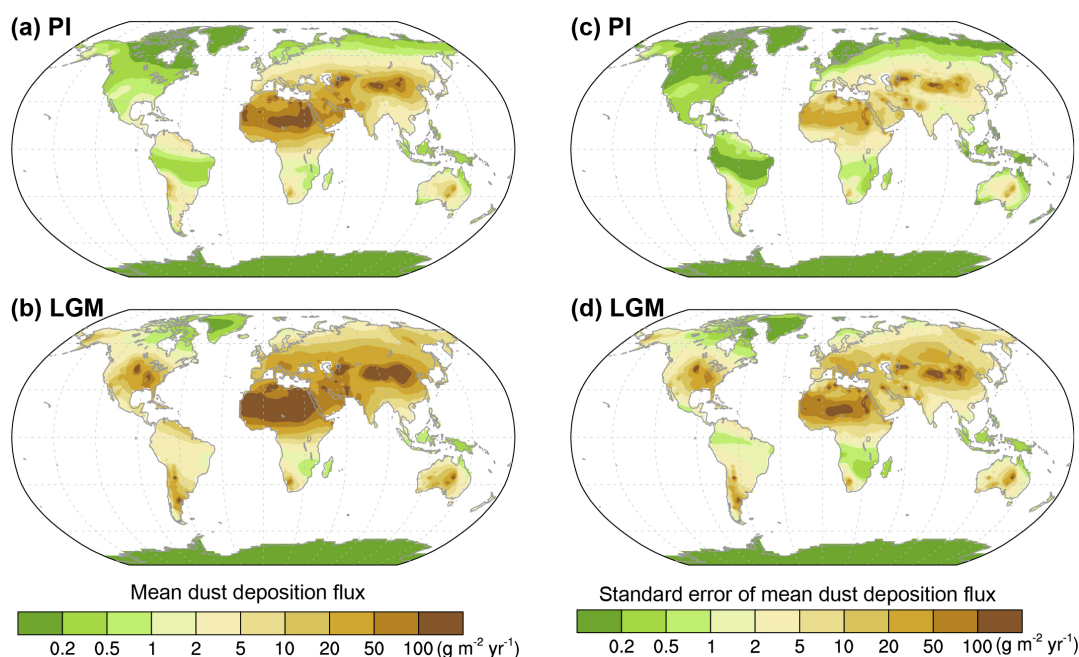 (a) PI
(c) PI
(b) LGM
(d) LGM
Mean dust deposition flux
0.2 0.5 1 2 5 10 20 50 100 (g m⁻² yr⁻¹)
Standard error of mean dust deposition flux
0.2 0.5 1 2 5 10 20 50 100 (g m⁻² yr⁻¹)